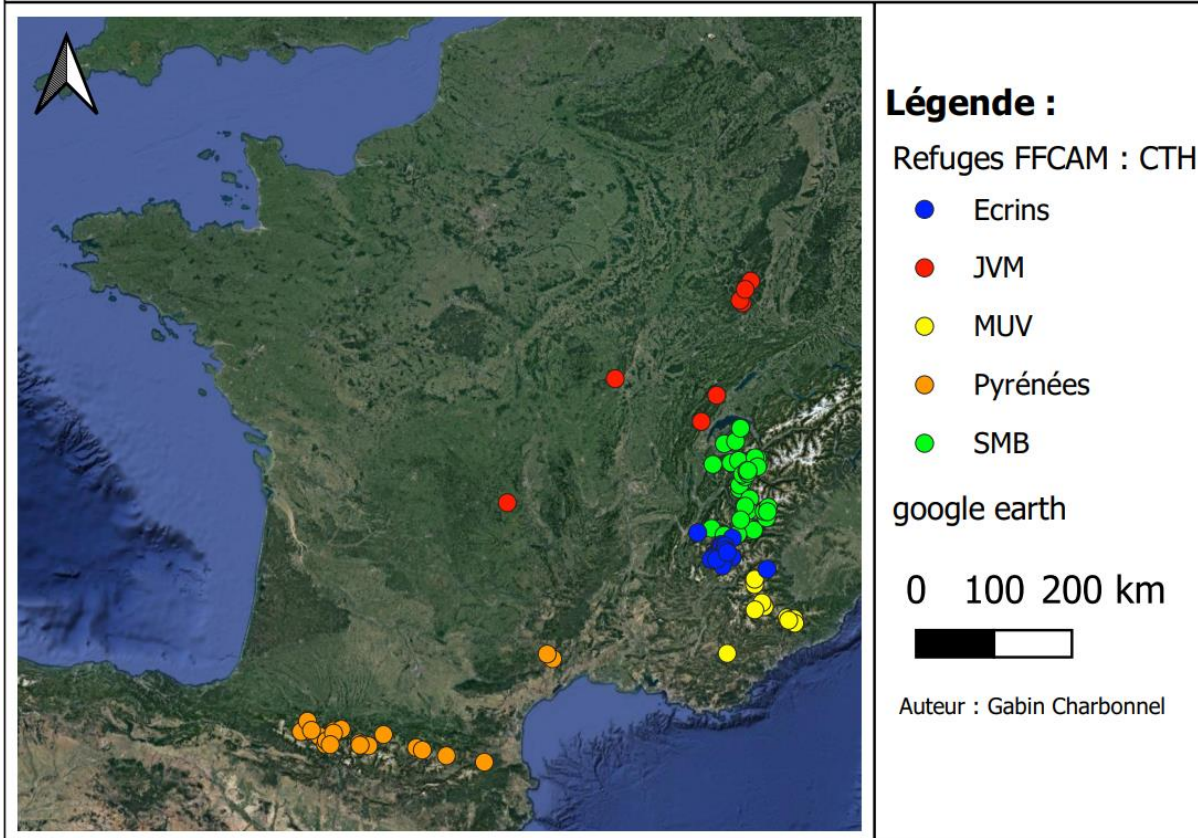 Légende :
Refuges FFCAM : CTH
Ecrins
JVM
MUV
Pyrénées
SMB
google earth
0 100 200 km
Auteur : Gabin Charbonnel